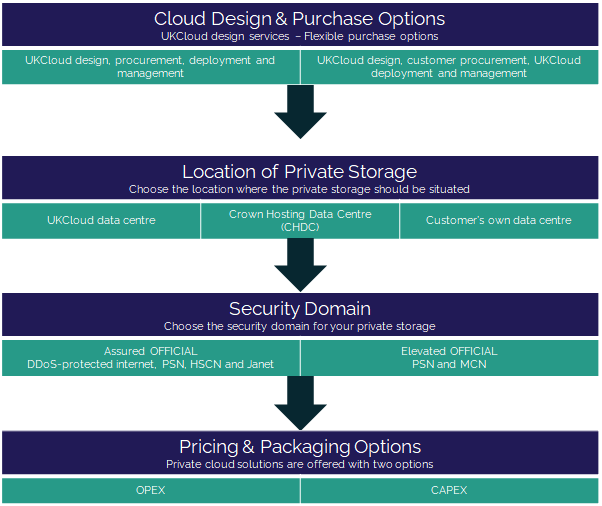 Cloud Design & Purchase Options
UKCloud design services – Flexible purchase options
UKCloud design, procurement, deployment and
management
UKCloud design, customer procurement, UKCloud
deployment and management
Location of Private Storage
Choose the location where the private storage should be situated
UKCloud data centre
Crown Hosting Data Centre
(CHDC)
Customer's own data centre
Security Domain
Choose the security domain for your private storage
Assured OFFICIAL
DDoS-protected internet, PSN, HSCN and Janet
Elevated OFFICIAL
PSN and MCN
Pricing & Packaging Options
Private cloud solutions are offered with two options
OPEX
CAPEX